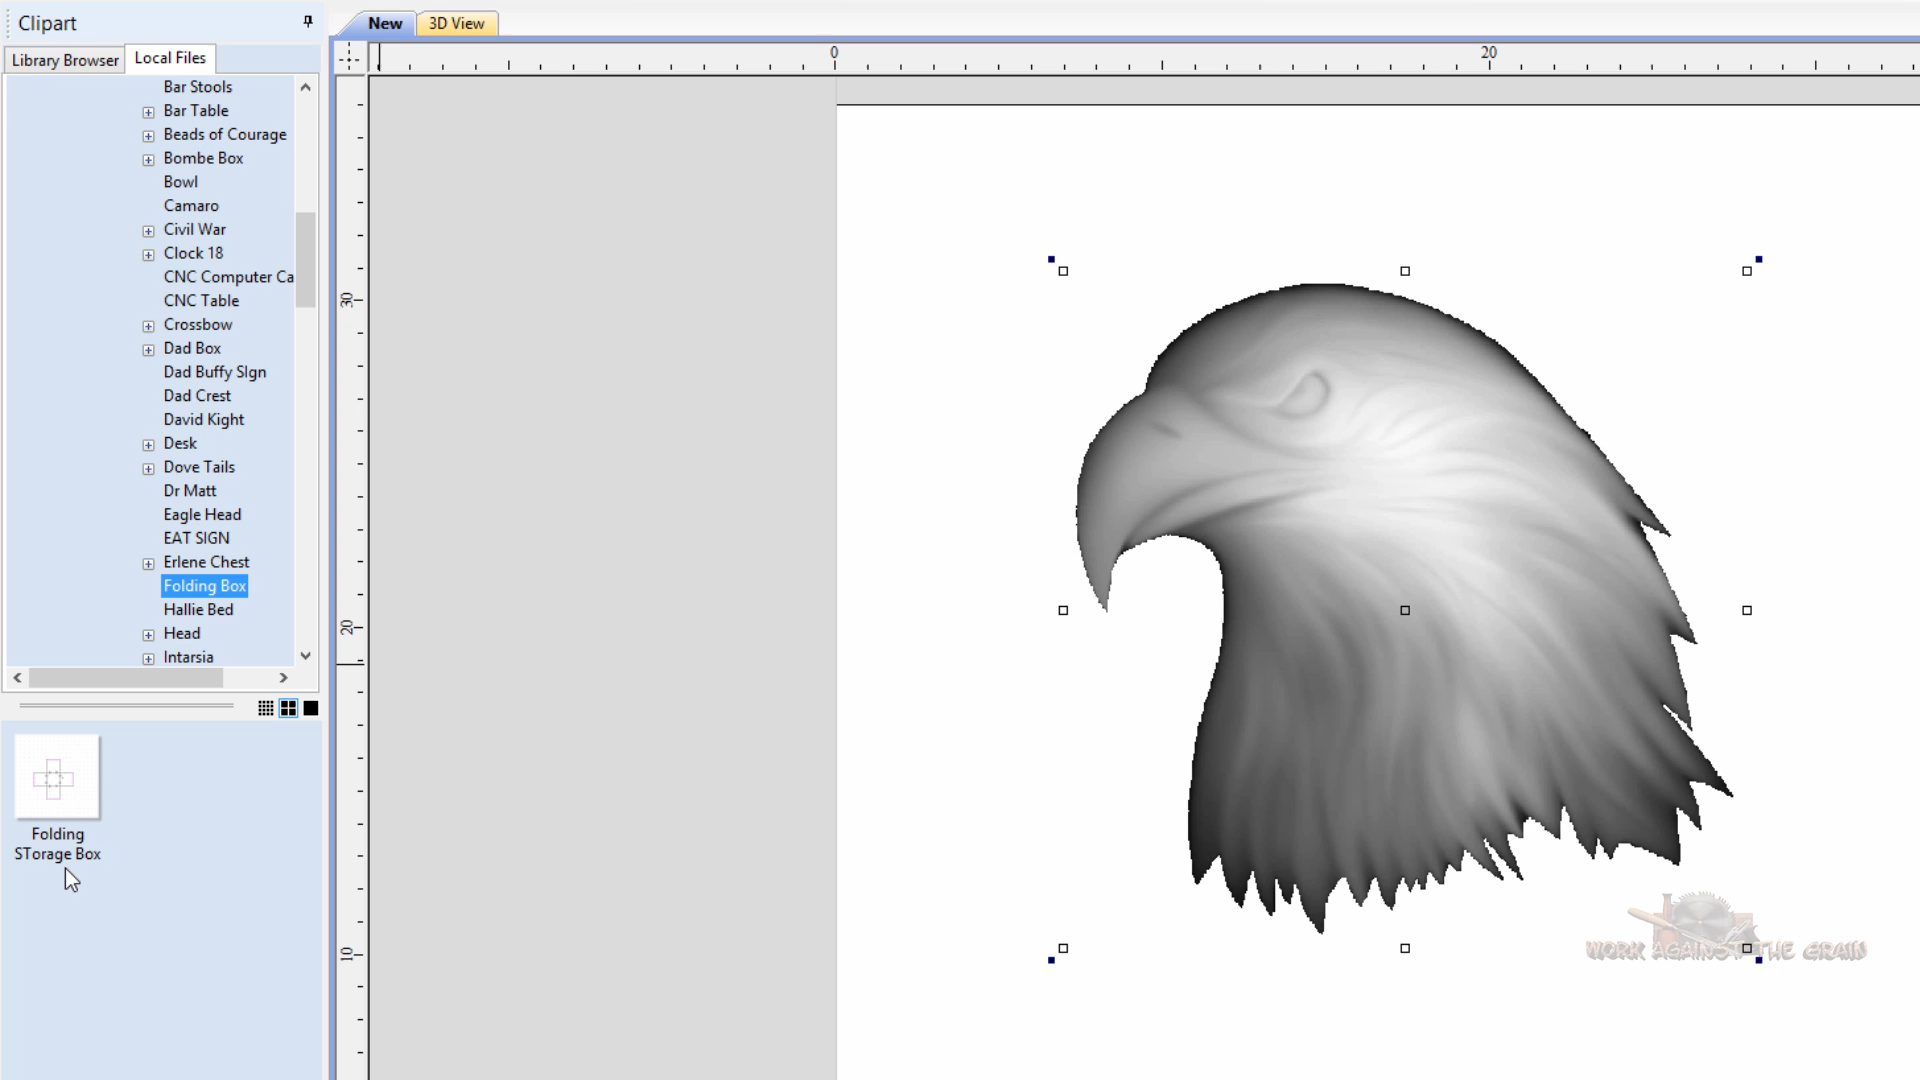 Clipart
New
3D View
Library Browser
Local Files
0
20
Bar Stools
Bar Table
Beads of Courage
Bombe Box
Bowl
Camaro
Civil War
Clock 18
CNC Computer Ca
CNC Table
Crossbow
Dad Box
Dad Buffy SIgn
Dad Crest
David Kight
Desk
Dove Tails
Dr Matt
Eagle Head
EAT SIGN
Erlene Chest
Folding Box
Hallie Bed
Head
Intarsia
30
20
10
Folding
STorage Box
WORK AGAINST THE GRAIN